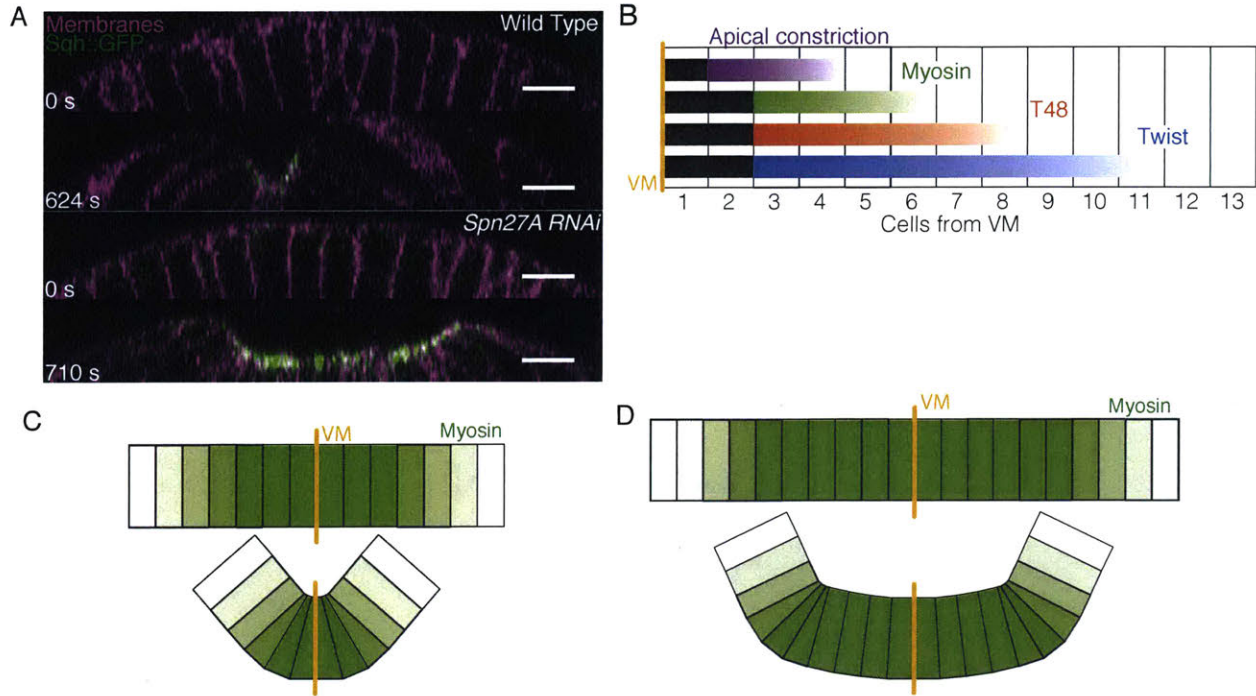 A
Membranes
Sqh::GFP
Wild Type
0 s
624 s
Spn27A RNAi
0 s
710 s
B
Apical constriction
Myosin
T48
Twist
VM
1 2 3 4 5 6 7 8 9 10 11 12 13
Cells from VM
C
VM
Myosin
D
VM
Myosin